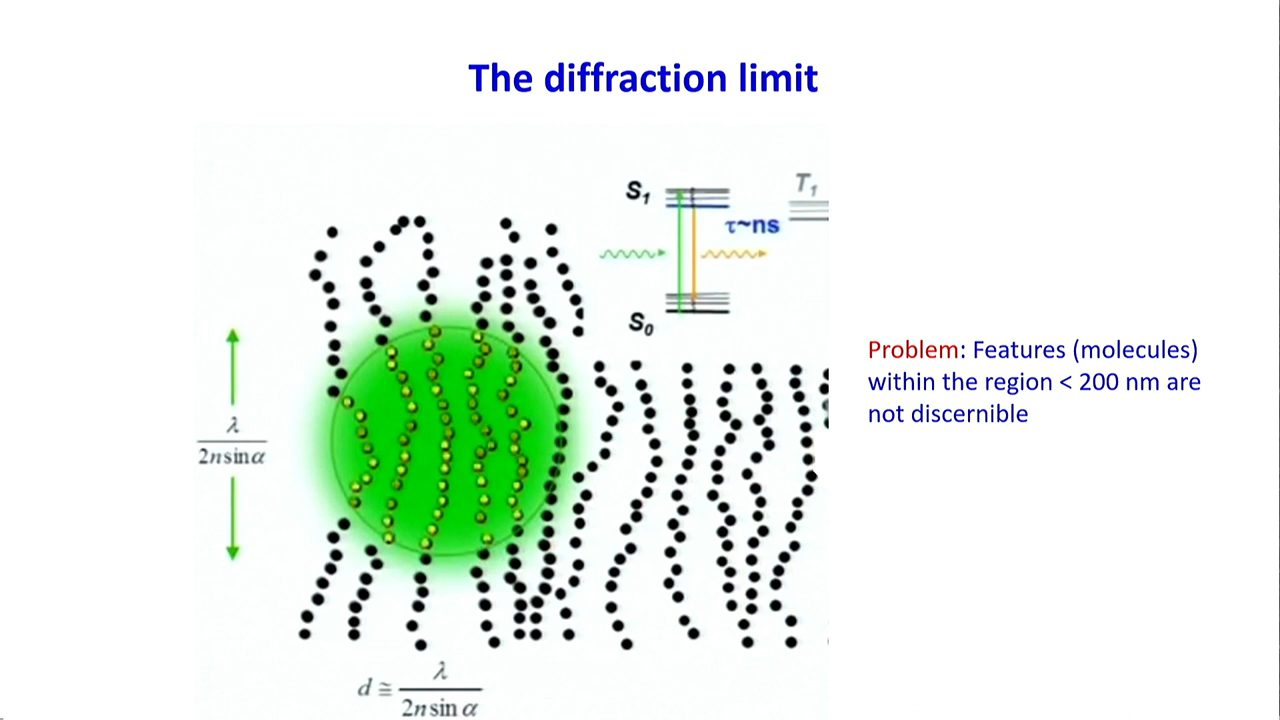 The diffraction limit
S₁
T₁
τ~ns
S₀
Problem: Features (molecules)
within the region < 200 nm are
not discernible
λ
2n sin α
d ≅ λ
2n sin α